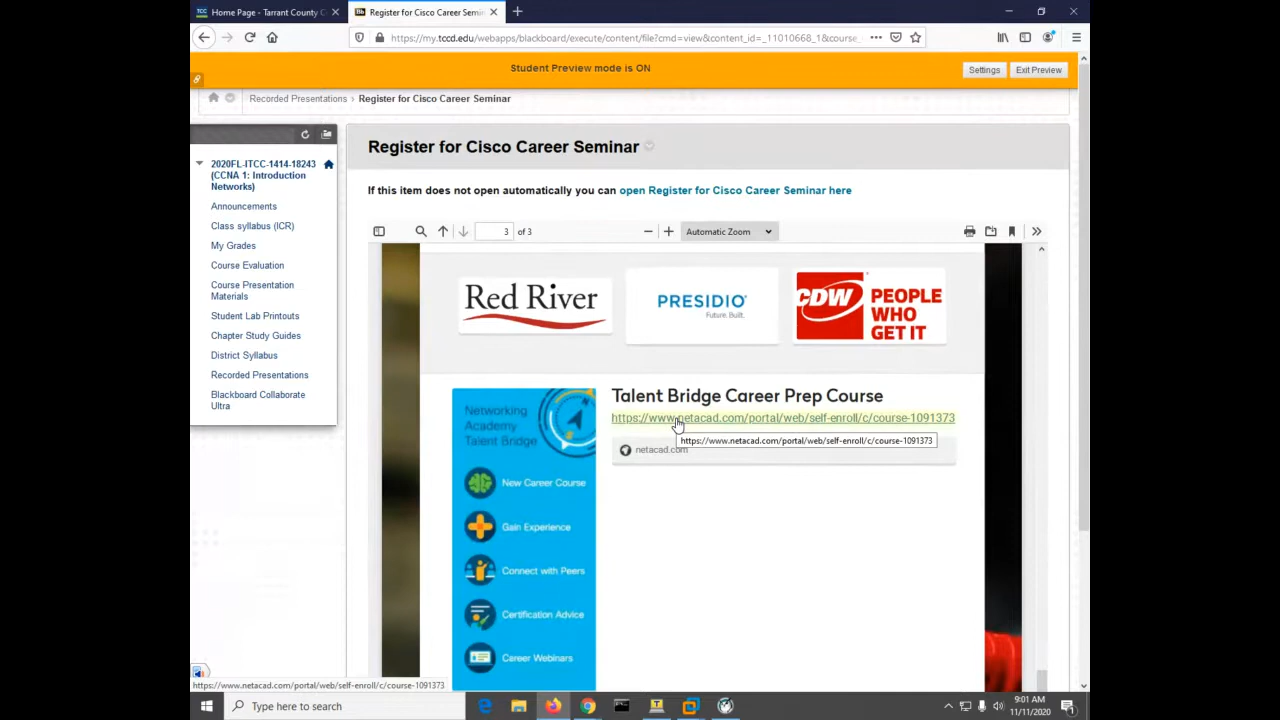 TCC Home Page - Tarrant County C
Bb Register for Cisco Career Semin
https://my.tccd.edu/webapps/blackboard/execute/content/file?cmd=view&content_id=_11010668_1&course_
Student Preview mode is ON
Settings
Exit Preview
Recorded Presentations
Register for Cisco Career Seminar
2020FL-ITCC-1414-18243
(CCNA 1: Introduction
Networks)
Announcements
Class syllabus (ICR)
My Grades
Course Evaluation
Course Presentation
Materials
Student Lab Printouts
Chapter Study Guides
District Syllabus
Recorded Presentations
Blackboard Collaborate
Ultra
Register for Cisco Career Seminar
If this item does not open automatically you can open Register for Cisco Career Seminar here
3 of 3
Automatic Zoom
Red River
PRESIDIO
Future. Built.
CDW
PEOPLE
WHO
GET IT
Networking
Academy
Talent Bridge
New Career Course
Gain Experience
Connect with Peers
Certification Advice
Career Webinars
Talent Bridge Career Prep Course
https://www.netacad.com/portal/web/self-enroll/c/course-1091373
https://www.netacad.com/portal/web/self-enroll/c/course-1091373
netacad.com
https://www.netacad.com/portal/web/self-enroll/c/course-1091373
Type here to search
9:01 AM
11/11/2020
1